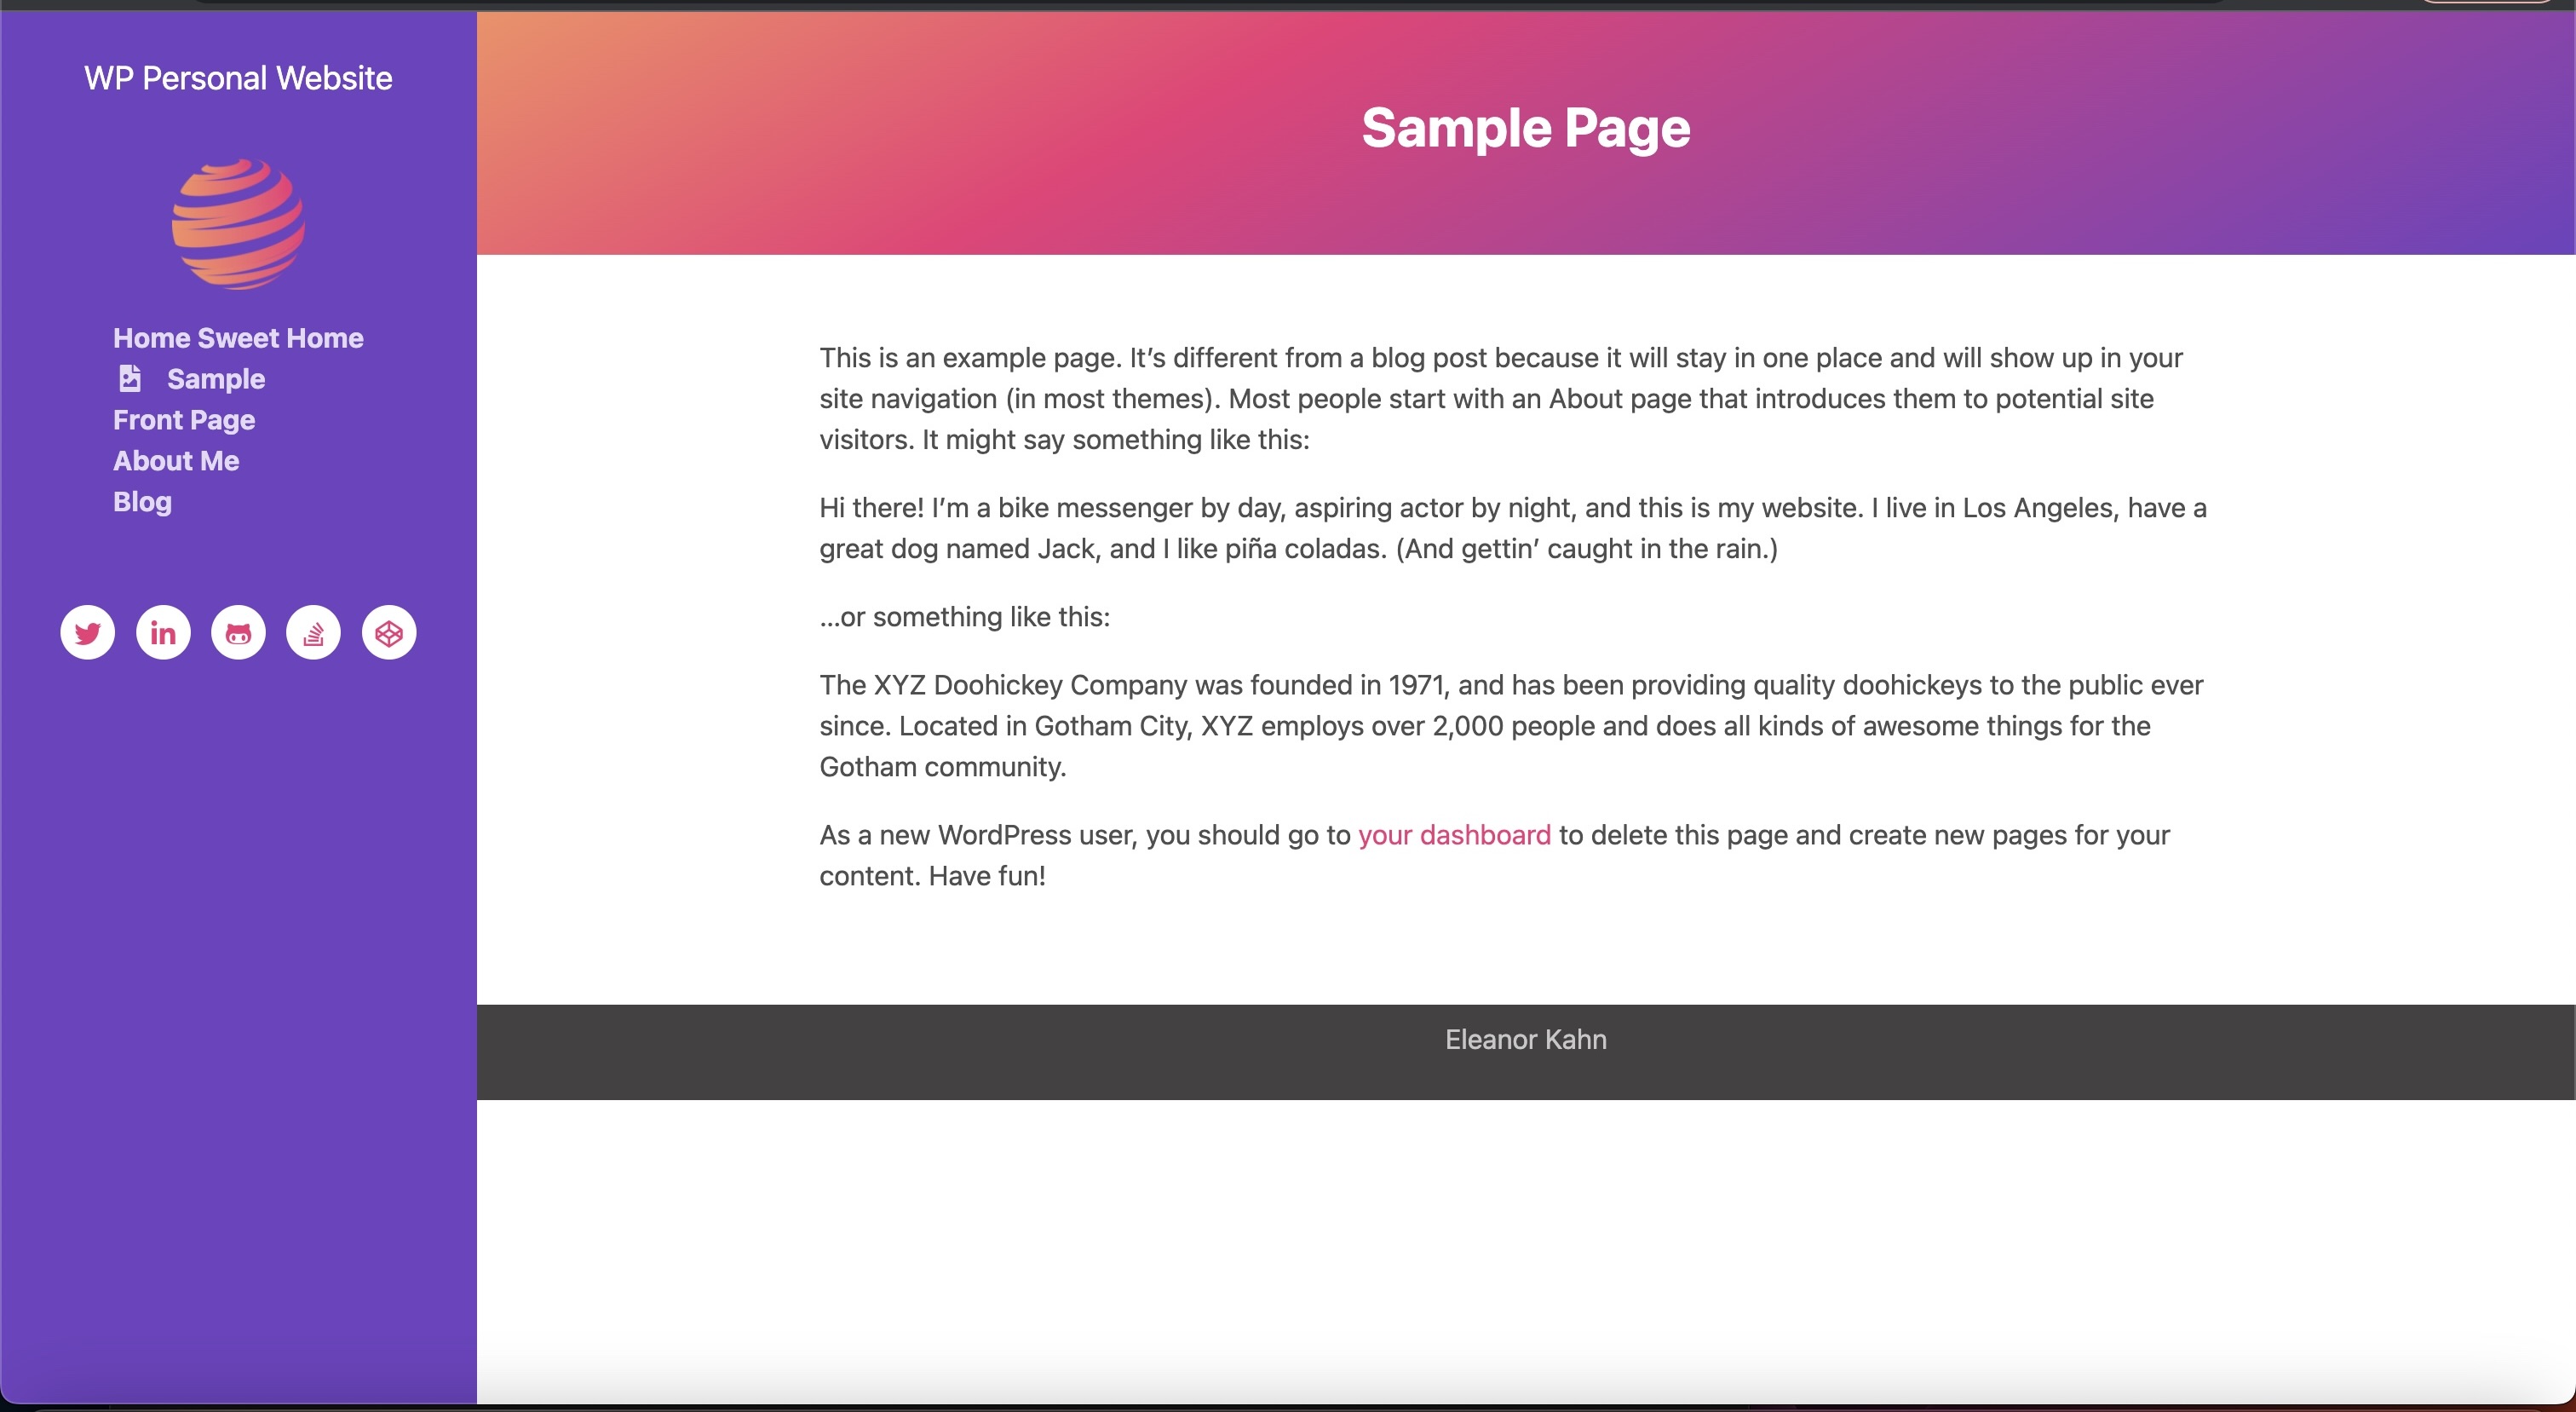 WP Personal Website
Home Sweet Home
Sample
Front Page
About Me
Blog
in
Sample Page
This is an example page. It’s different from a blog post because it will stay in one place and will show up in your
site navigation (in most themes). Most people start with an About page that introduces them to potential site
visitors. It might say something like this:
Hi there! I’m a bike messenger by day, aspiring actor by night, and this is my website. I live in Los Angeles, have a
great dog named Jack, and I like piña coladas. (And gettin’ caught in the rain.)
…or something like this:
The XYZ Doohickey Company was founded in 1971, and has been providing quality doohickeys to the public ever
since. Located in Gotham City, XYZ employs over 2,000 people and does all kinds of awesome things for the
Gotham community.
As a new WordPress user, you should go to your dashboard to delete this page and create new pages for your
content. Have fun!
Eleanor Kahn